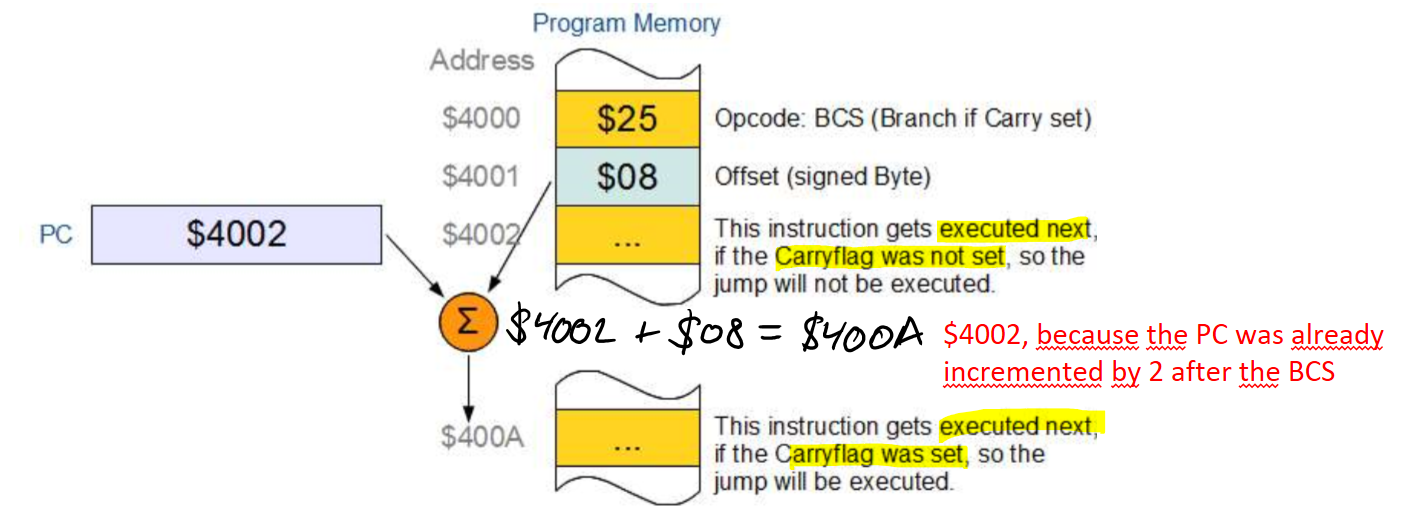 Program Memory
Address
$4000
$25
Opcode: BCS (Branch if Carry set)
$4001
$08
Offset (signed Byte)
PC
$4002
$4002
...
This instruction gets executed next,
if the Carryflag was not set, so the
jump will not be executed.
Σ
$4002 + $08 = $400A
$4002, because the PC was already
incremented by 2 after the BCS
$400A
...
This instruction gets executed next,
if the Carryflag was set, so the
jump will be executed.